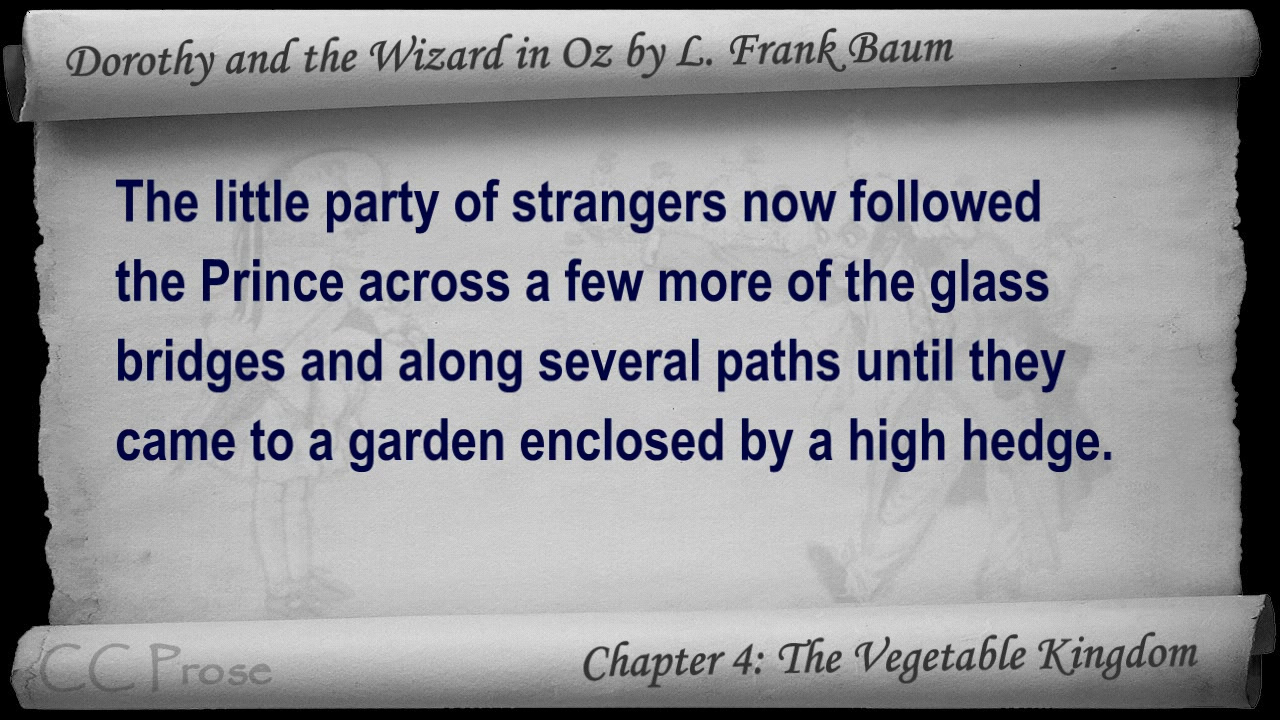 Dorothy and the Wizard in Oz by L. Frank Baum
The little party of strangers now followed
the Prince across a few more of the glass
bridges and along several paths until they
came to a garden enclosed by a high hedge.
CC Prose
Chapter 4: The Vegetable Kingdom